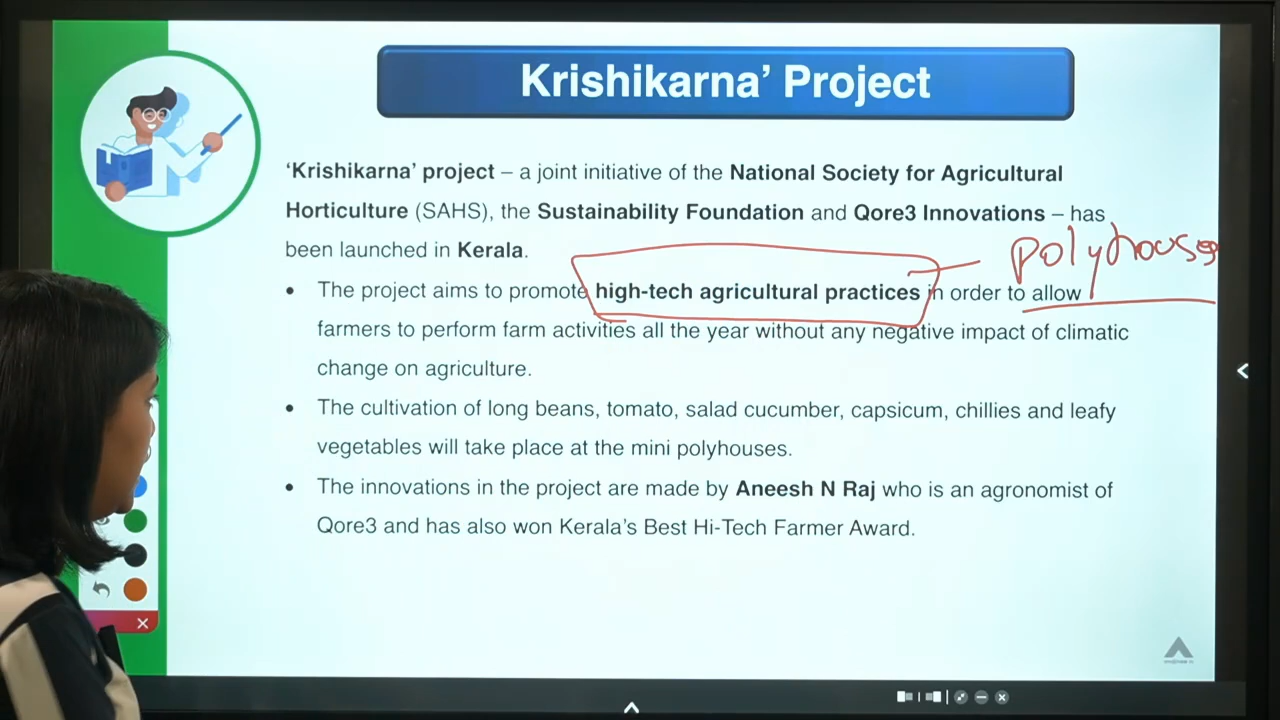 Krishikarna’ Project
‘Krishikarna’ project – a joint initiative of the National Society for Agricultural
Horticulture (SAHS), the Sustainability Foundation and Qore3 Innovations – has
been launched in Kerala.
polyhouses
• The project aims to promote high-tech agricultural practices in order to allow
farmers to perform farm activities all the year without any negative impact of climatic
change on agriculture.
• The cultivation of long beans, tomato, salad cucumber, capsicum, chillies and leafy
vegetables will take place at the mini polyhouses.
• The innovations in the project are made by Aneesh N Raj who is an agronomist of
Qore3 and has also won Kerala’s Best Hi-Tech Farmer Award.